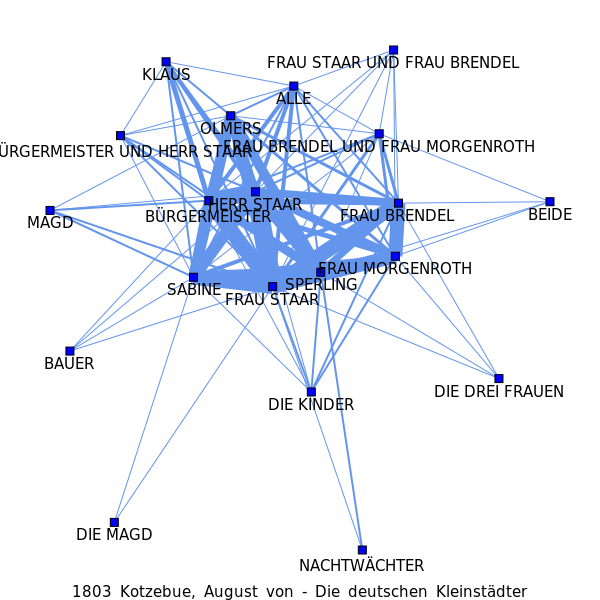 FRAU STAAR UND FRAU BRENDEL
KLAUS
ALLE
OLMERS
FRAU BRENDEL UND FRAU MORGENROTH
ÜRGERMEISTER UND HERR STAAR
HERR STAAR
BÜRGERMEISTER
FRAU BRENDEL
BEIDE
MAGD
FRAU MORGENROTH
SPERLING
SABINE
FRAU STAAR
BAUER
DIE DREI FRAUEN
DIE KINDER
DIE MAGD
NACHTWÄCHTER
1803 Kotzebue, August von - Die deutschen Kleinstädter